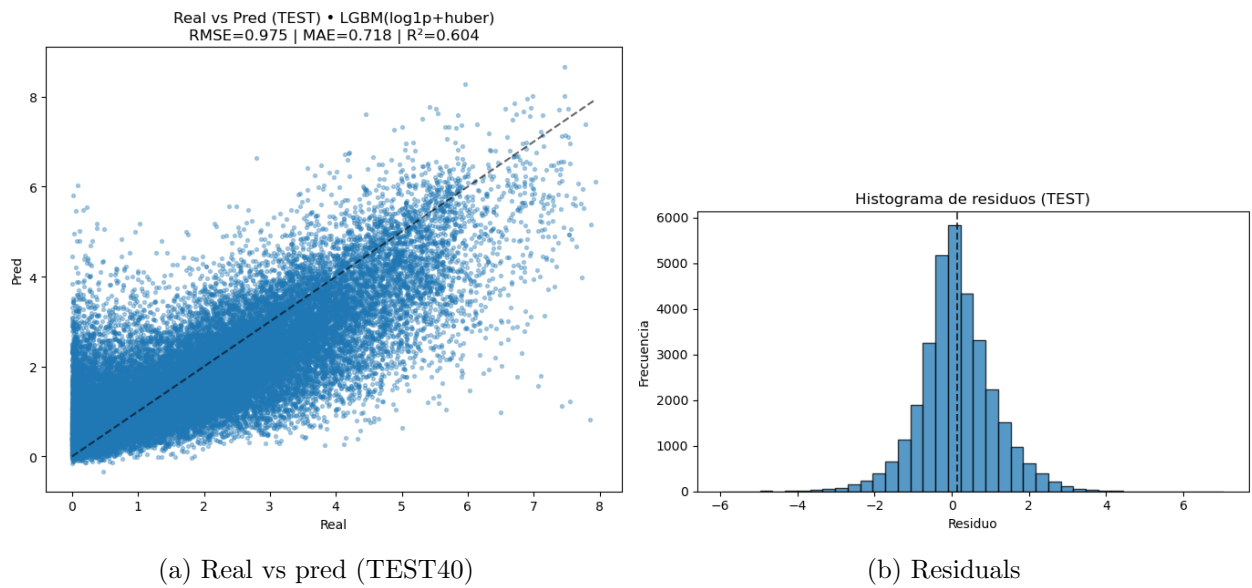 Real vs Pred (TEST) • LGBM(log1p+huber)
RMSE=0.975 | MAE=0.718 | R²=0.604
Pred
8
6
4
2
0
0 1 2 3 4 5 6 7 8
Real
(a) Real vs pred (TEST40)
Histograma de residuos (TEST)
Frecuencia
6000
5000
4000
3000
2000
1000
0
−6 −4 −2 0 2 4 6
Residuo
(b) Residuals